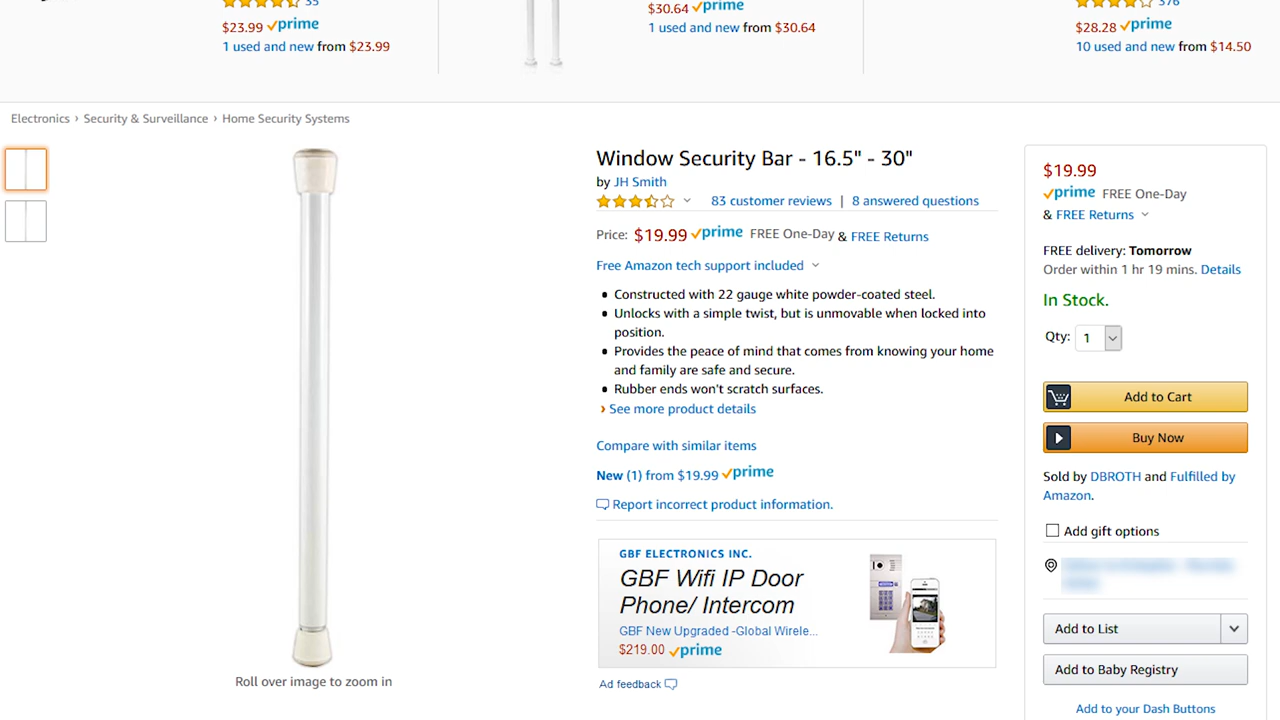 35
$23.99 prime
1 used and new from $23.99
$30.64 prime
1 used and new from $30.64
376
$28.28 prime
10 used and new from $14.50
Electronics › Security & Surveillance › Home Security Systems
Roll over image to zoom in
Window Security Bar - 16.5" - 30"
by JH Smith
83 customer reviews | 8 answered questions
Price: $19.99 prime FREE One-Day & FREE Returns
Free Amazon tech support included
• Constructed with 22 gauge white powder-coated steel.
• Unlocks with a simple twist, but is unmovable when locked into
position.
• Provides the peace of mind that comes from knowing your home
and family are safe and secure.
• Rubber ends won't scratch surfaces.
› See more product details
Compare with similar items
New (1) from $19.99 prime
Report incorrect product information.
GBF ELECTRONICS INC.
GBF Wifi IP Door
Phone/ Intercom
GBF New Upgraded -Global Wirele...
$219.00 prime
Ad feedback
$19.99
prime FREE One-Day
& FREE Returns
FREE delivery: Tomorrow
Order within 1 hr 19 mins. Details
In Stock.
Qty: 1
Add to Cart
Buy Now
Sold by DBROTH and Fulfilled by
Amazon.
Add gift options
Add to List
Add to Baby Registry
Add to your Dash Buttons